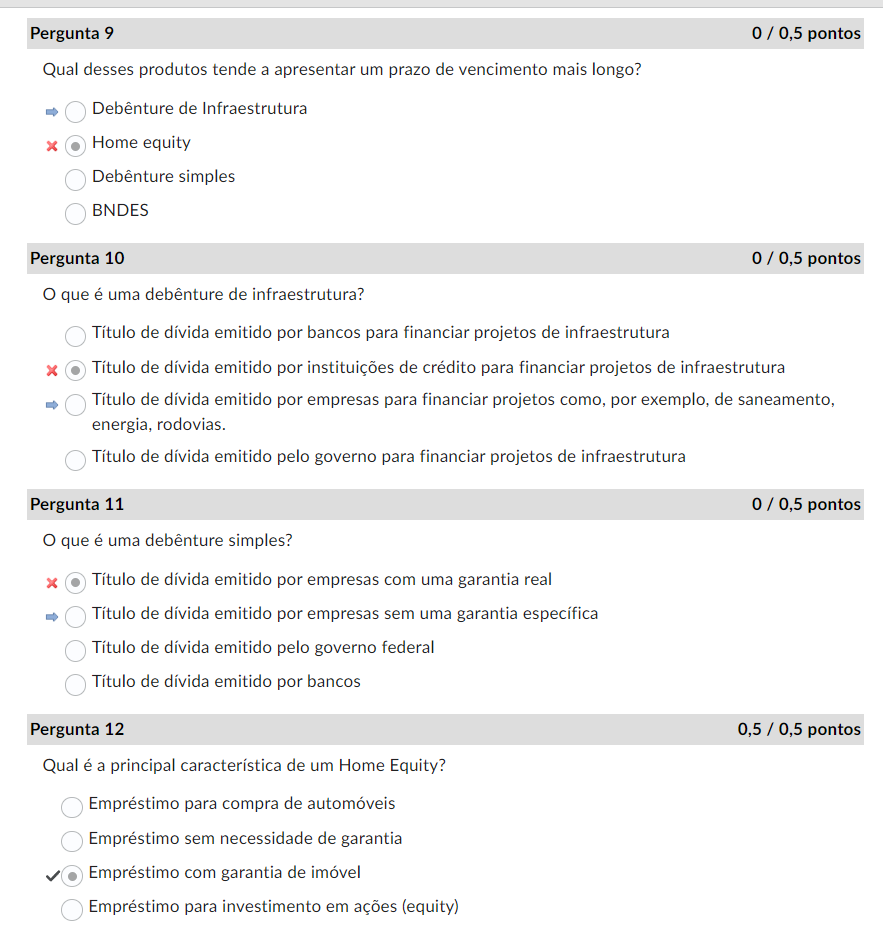 Pergunta 9 0 / 0,5 pontos
Qual desses produtos tende a apresentar um prazo de vencimento mais longo?
Debênture de Infraestrutura
Home equity
Debênture simples
BNDES
Pergunta 10 0 / 0,5 pontos
O que é uma debênture de infraestrutura?
Título de dívida emitido por bancos para financiar projetos de infraestrutura
Título de dívida emitido por instituições de crédito para financiar projetos de infraestrutura
Título de dívida emitido por empresas para financiar projetos como, por exemplo, de saneamento,
energia, rodovias.
Título de dívida emitido pelo governo para financiar projetos de infraestrutura
Pergunta 11 0 / 0,5 pontos
O que é uma debênture simples?
Título de dívida emitido por empresas com uma garantia real
Título de dívida emitido por empresas sem uma garantia específica
Título de dívida emitido pelo governo federal
Título de dívida emitido por bancos
Pergunta 12 0,5 / 0,5 pontos
Qual é a principal característica de um Home Equity?
Empréstimo para compra de automóveis
Empréstimo sem necessidade de garantia
Empréstimo com garantia de imóvel
Empréstimo para investimento em ações (equity)